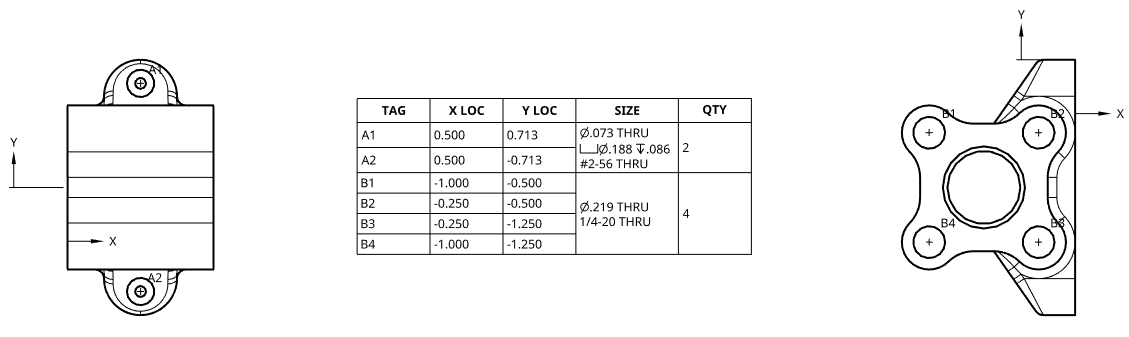 A1
Y
X
A2
TAG X LOC Y LOC SIZE QTY
A1 0.500 0.713 Ø.073 THRU
⌴Ø.188 ↧.086
#2-56 THRU 2
A2 0.500 -0.713
B1 -1.000 -0.500 Ø.219 THRU
1/4-20 THRU 4
B2 -0.250 -0.500
B3 -0.250 -1.250
B4 -1.000 -1.250
Y
X
B1
B2
B4
B3